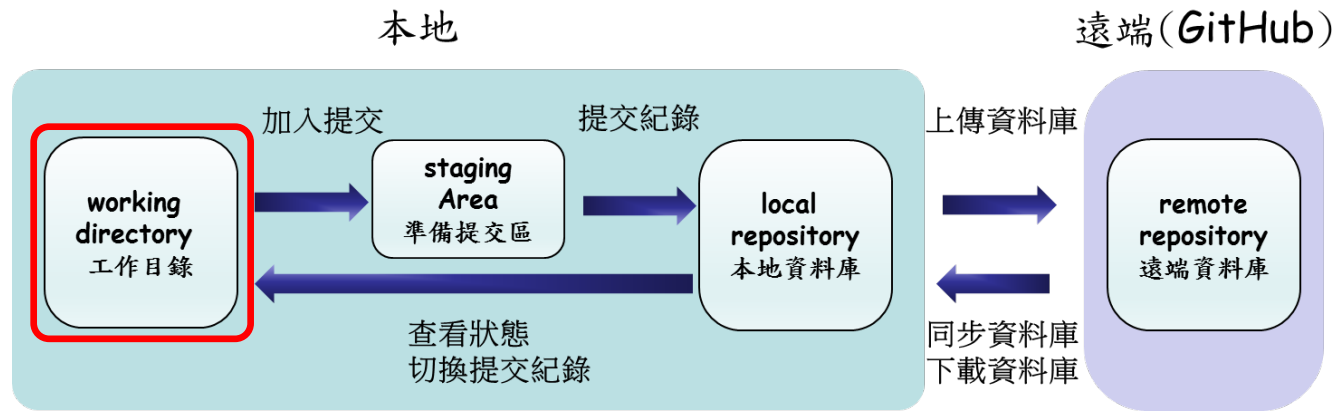 本地
遠端(GitHub)
加入提交
提交紀錄
上傳資料庫
working
directory
工作目錄
staging
Area
準備提交區
local
repository
本地資料庫
remote
repository
遠端資料庫
查看狀態
切換提交紀錄
同步資料庫
下載資料庫